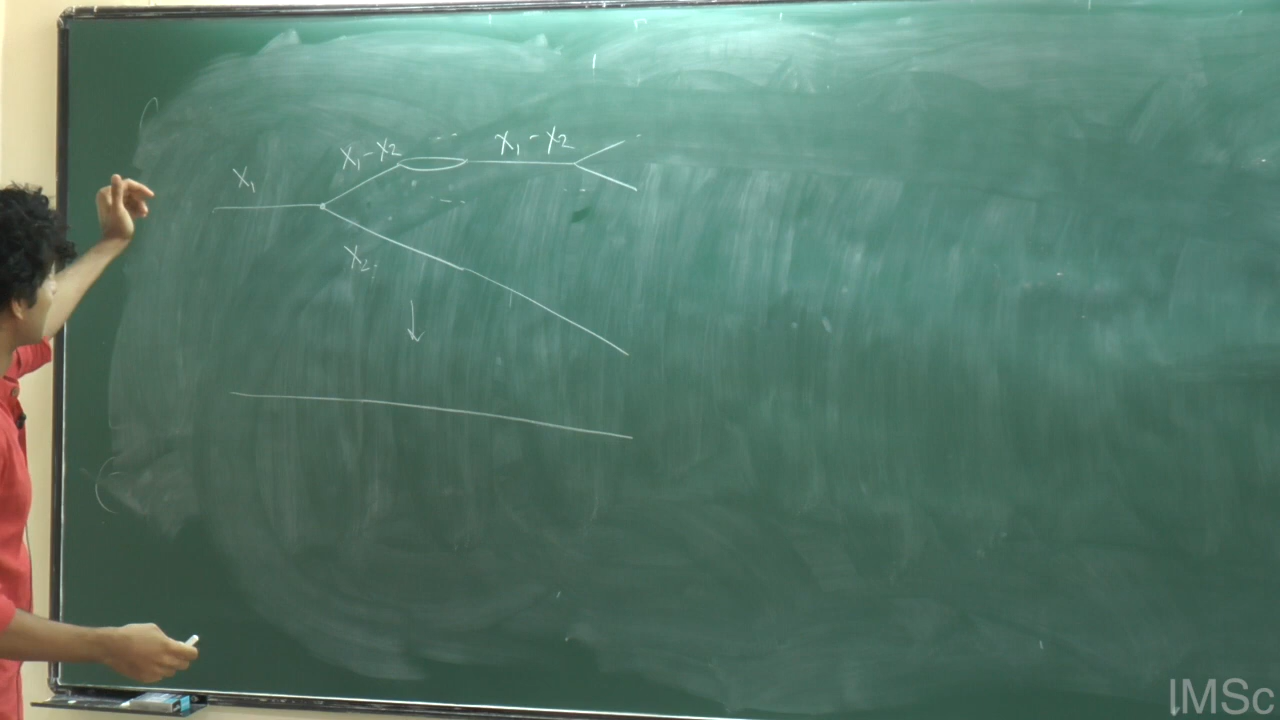 X₁ - X₂
X₁ - X₂
X₁
X₂
IMSc